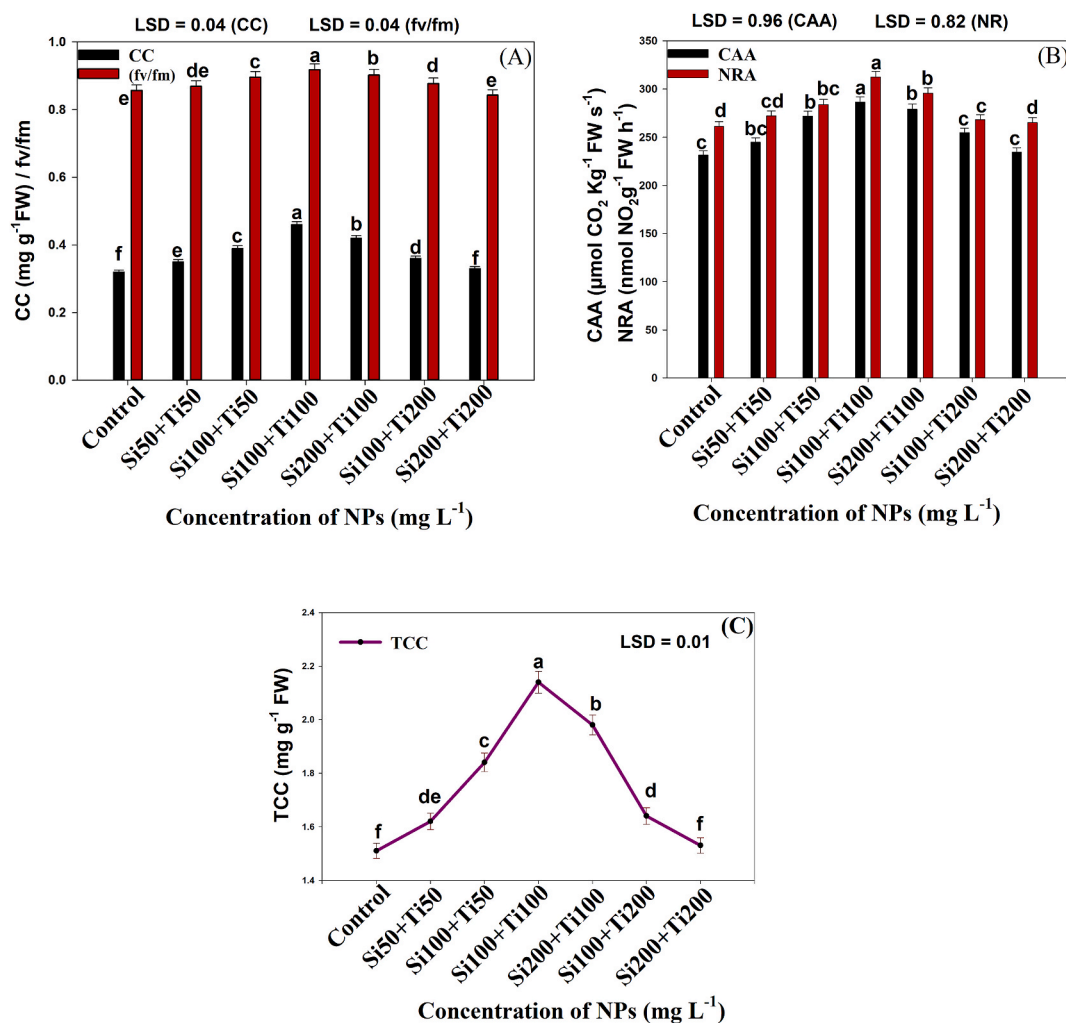 LSD = 0.04 (CC) LSD = 0.04 (fv/fm)
(A)
CC
(fv/fm)
CC (mg g⁻¹FW) / fv/fm
1.0
0.8
0.6
0.4
0.2
0.0
f e
e de
c c
a a
b b
d d
f e
Control
Si50+Ti50
Si100+Ti50
Si100+Ti100
Si200+Ti100
Si100+Ti200
Si200+Ti200
Concentration of NPs (mg L⁻¹)
LSD = 0.96 (CAA) LSD = 0.82 (NR)
(B)
CAA
NRA
CAA (µmol CO₂ Kg⁻¹ FW s⁻¹)
NRA (nmol NO₂g⁻¹ FW h⁻¹)
350
300
250
200
150
100
50
0
c d
bc cd
b bc
a a
b b
c c
c d
Control
Si50+Ti50
Si100+Ti50
Si100+Ti100
Si200+Ti100
Si100+Ti200
Si200+Ti200
Concentration of NPs (mg L⁻¹)
(C)
TCC
LSD = 0.01
TCC (mg g⁻¹ FW)
2.4
2.2
2.0
1.8
1.6
1.4
f
de
c
a
b
d
f
Control
Si50+Ti50
Si100+Ti50
Si100+Ti100
Si200+Ti100
Si100+Ti200
Si200+Ti200
Concentration of NPs (mg L⁻¹)